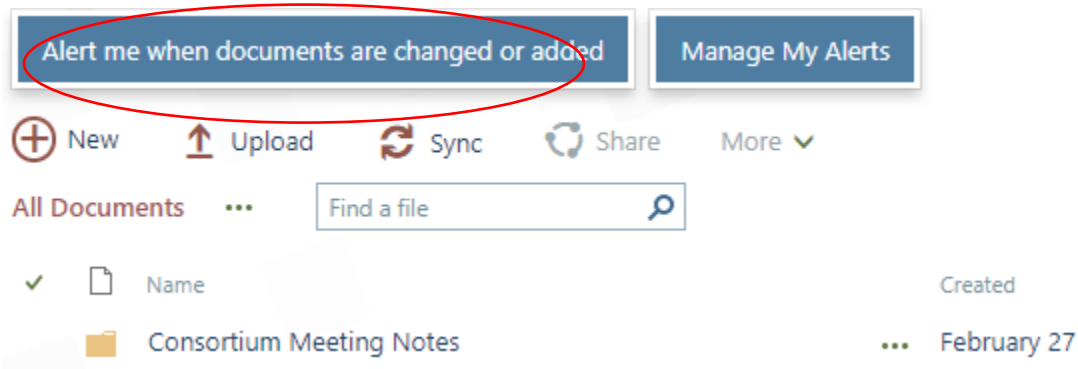 Alert me when documents are changed or added Manage My Alerts
New Upload Sync Share More
All Documents ... Find a file
Name Created
Consortium Meeting Notes ... February 27